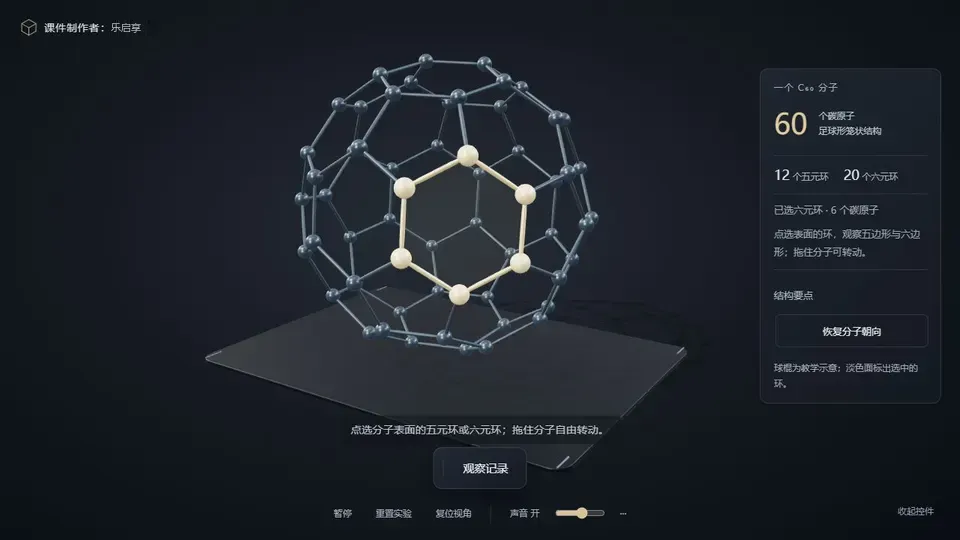 课件制作者：乐启享
一个 C₆₀ 分子
60 个碳原子
足球形笼状结构
12 个五元环 20 个六元环
已选六元环 · 6 个碳原子
点选表面的环，观察五边形与六边
形；拖住分子可转动。
结构要点
恢复分子朝向
球棍为教学示意；淡色面标出选中的
环。
点选分子表面的五元环或六元环；拖住分子自由转动。
观察记录
暂停 重置实验 复位视角 声音 开 ···
收起控件